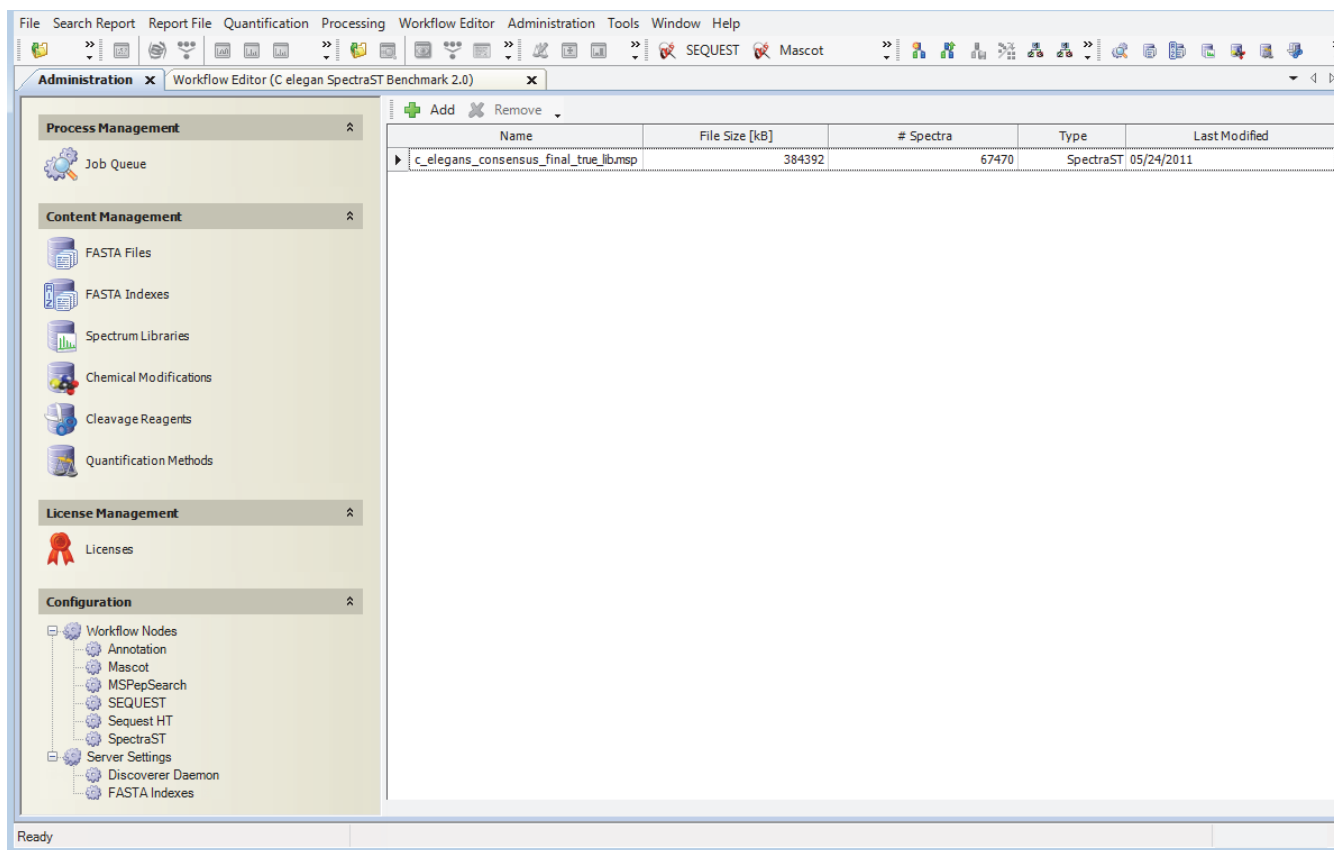 File Search Report Report File Quantification Processing Workflow Editor Administration Tools Window Help
SEQUEST Mascot
Administration x Workflow Editor (C elegan SpectraST Benchmark 2.0) x
Add Remove
Process Management
Name File Size [kB] # Spectra Type Last Modified
c_elegans_consensus_final_true_lib.msp 384392 67470 SpectraST 05/24/2011
Job Queue
Content Management
FASTA Files
FASTA Indexes
Spectrum Libraries
Chemical Modifications
Cleavage Reagents
Quantification Methods
License Management
Licenses
Configuration
Workflow Nodes
Annotation
Mascot
MSPepSearch
SEQUEST
Sequest HT
SpectraST
Server Settings
Discoverer Daemon
FASTA Indexes
Ready